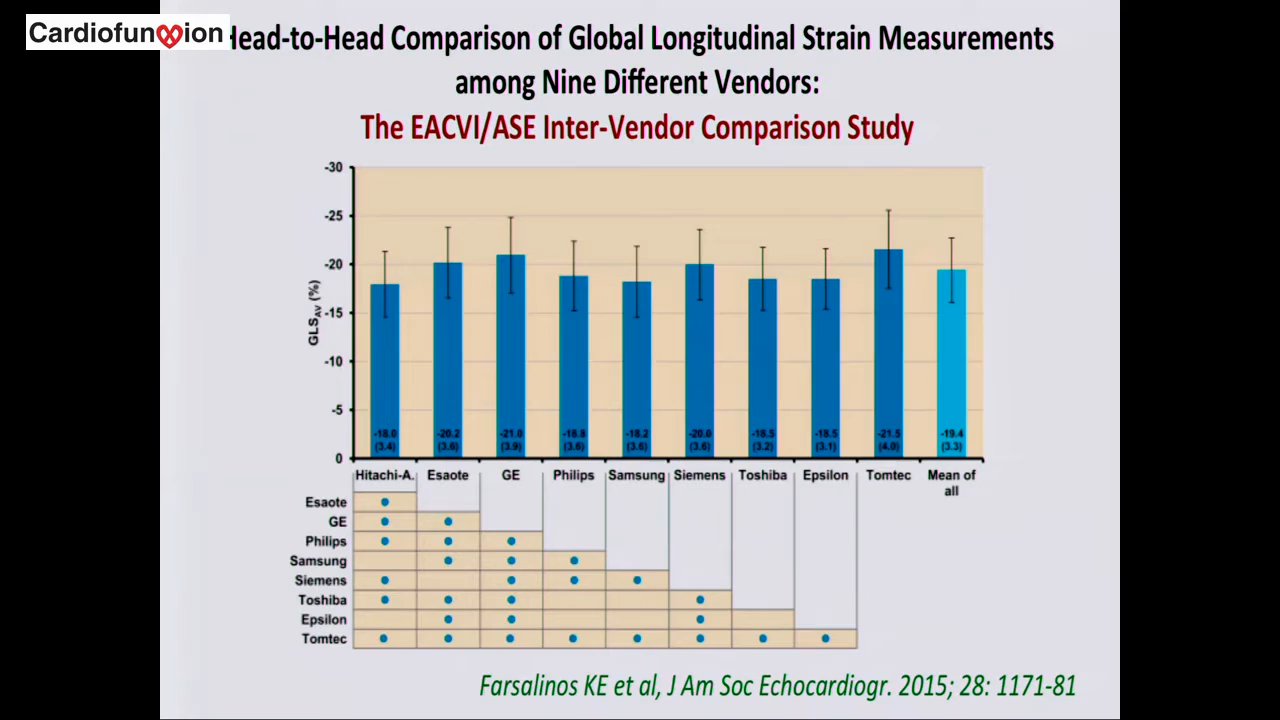 Cardiofun ion
Head-to-Head Comparison of Global Longitudinal Strain Measurements
among Nine Different Vendors:
The EACVI/ASE Inter-Vendor Comparison Study
-30
-25
-20
-15
-10
-5
0
GLSAV (%)
-18.0 -20.2 -21.0 -18.8 -18.2 -20.0 -18.5 -18.5 -21.5 -19.4
(3.4) (3.6) (3.9) (3.6) (3.6) (3.6) (3.2) (3.1) (4.0) (3.3)
Hitachi-A. Esaote GE Philips Samsung Siemens Toshiba Epsilon Tomtec Mean of
all
Esaote
GE
Philips
Samsung
Siemens
Toshiba
Epsilon
Tomtec
Farsalinos KE et al, J Am Soc Echocardiogr. 2015; 28: 1171-81